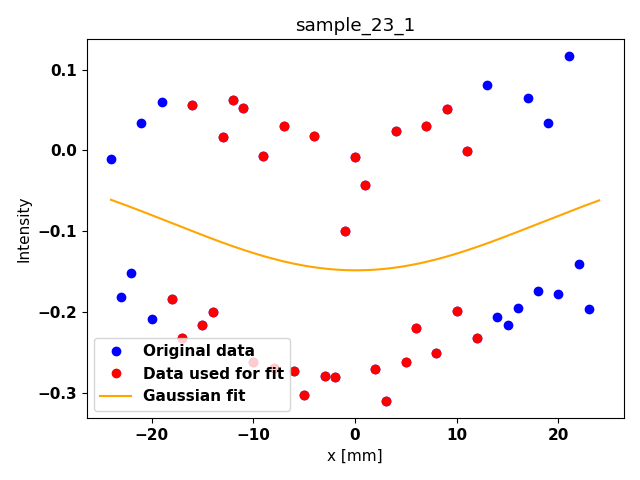 sample_23_1
Intensity
0.1
0.0
−0.1
−0.2
−0.3
Original data
Data used for fit
Gaussian fit
−20 −10 0 10 20
x [mm]